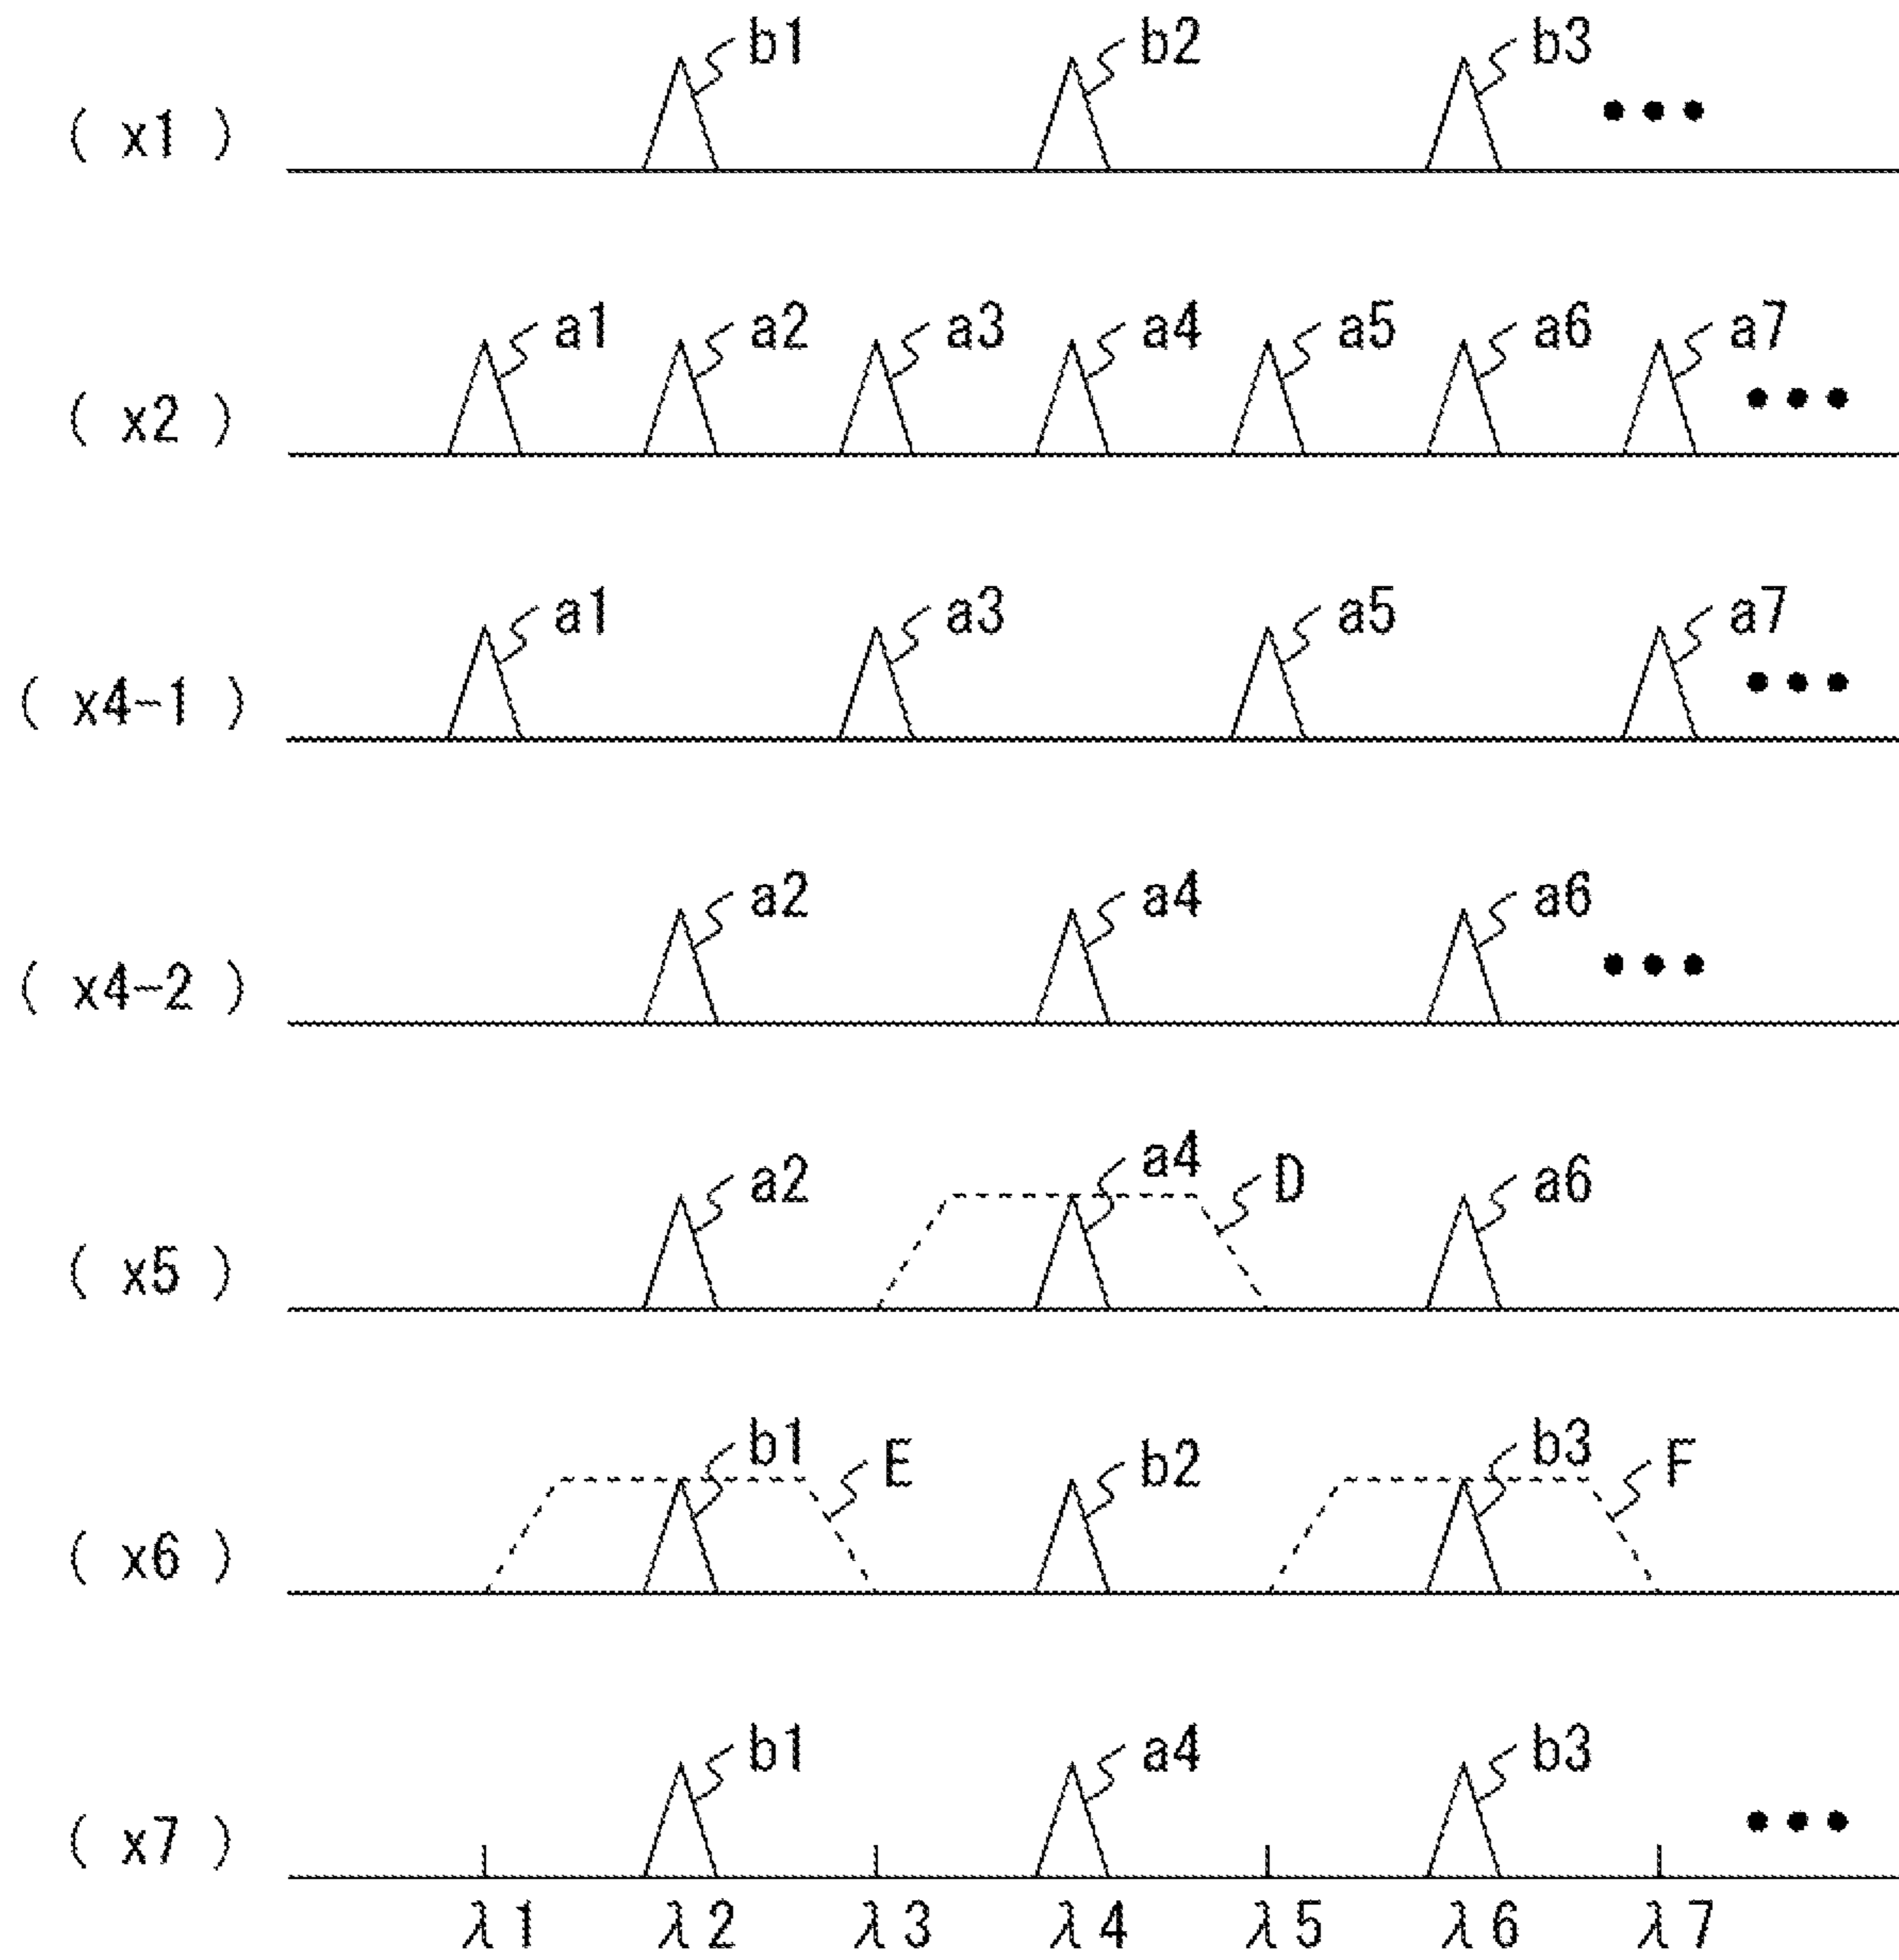 ( x1 ) b1 b2 b3 •••
( x2 ) a1 a2 a3 a4 a5 a6 a7 •••
( x4-1 ) a1 a3 a5 a7 •••
( x4-2 ) a2 a4 a6 •••
( x5 ) a2 a4 D a6
( x6 ) b1 E b2 b3 F
( x7 ) b1 a4 b3 •••
λ1 λ2 λ3 λ4 λ5 λ6 λ7